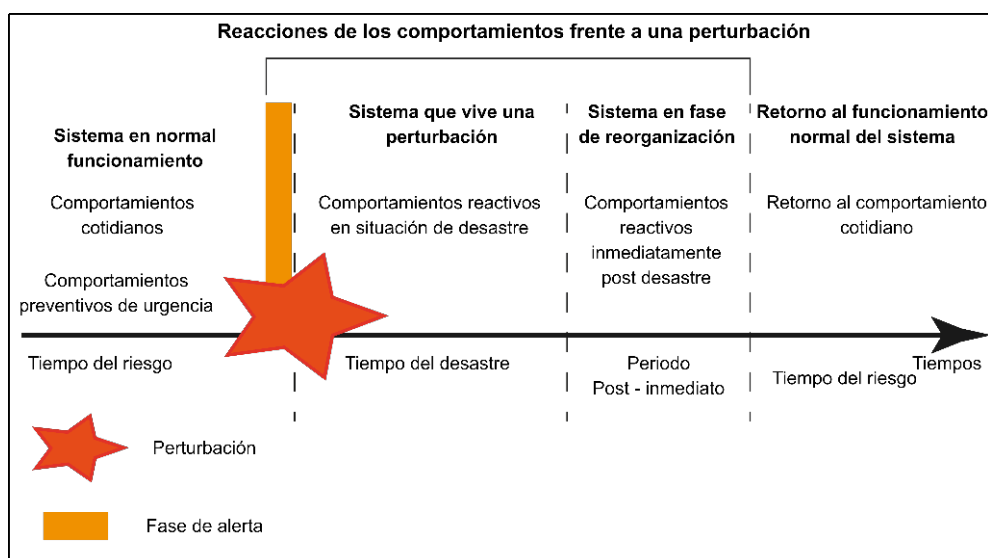 Reacciones de los comportamientos frente a una perturbación
Sistema en normal
funcionamiento
Comportamientos
cotidianos
Comportamientos
preventivos de urgencia
Sistema que vive una
perturbación
Comportamientos reactivos
en situación de desastre
Sistema en fase
de reorganización
Comportamientos
reactivos
inmediatamente
post desastre
Retorno al funcionamiento
normal del sistema
Retorno al comportamiento
cotidiano
Tiempo del riesgo
Tiempo del desastre
Periodo
Post - inmediato
Tiempo del riesgo
Tiempos
Perturbación
Fase de alerta